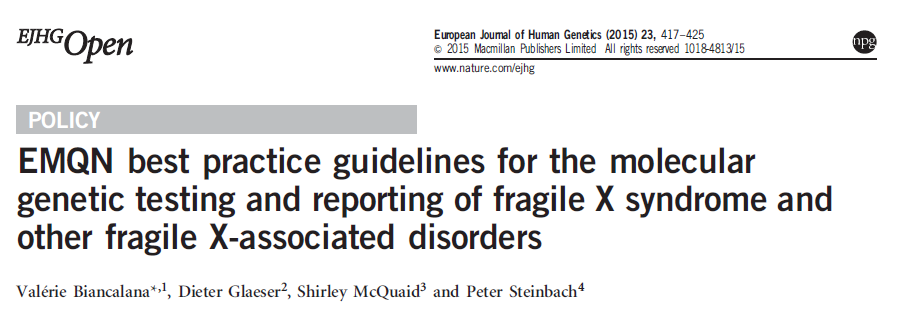 EJHG Open
European Journal of Human Genetics (2015) 23, 417–425
© 2015 Macmillan Publishers Limited All rights reserved 1018-4813/15
www.nature.com/ejhg
npg
POLICY
EMQN best practice guidelines for the molecular
genetic testing and reporting of fragile X syndrome and
other fragile X-associated disorders
Valérie Biancalana*,1, Dieter Glaeser2, Shirley McQuaid3 and Peter Steinbach4